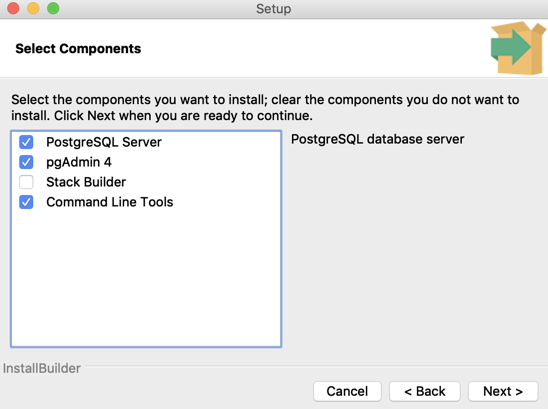 Setup
Select Components
Select the components you want to install; clear the components you do not want to
install. Click Next when you are ready to continue.
PostgreSQL Server
pgAdmin 4
Stack Builder
Command Line Tools
PostgreSQL database server
InstallBuilder
Cancel
< Back
Next >